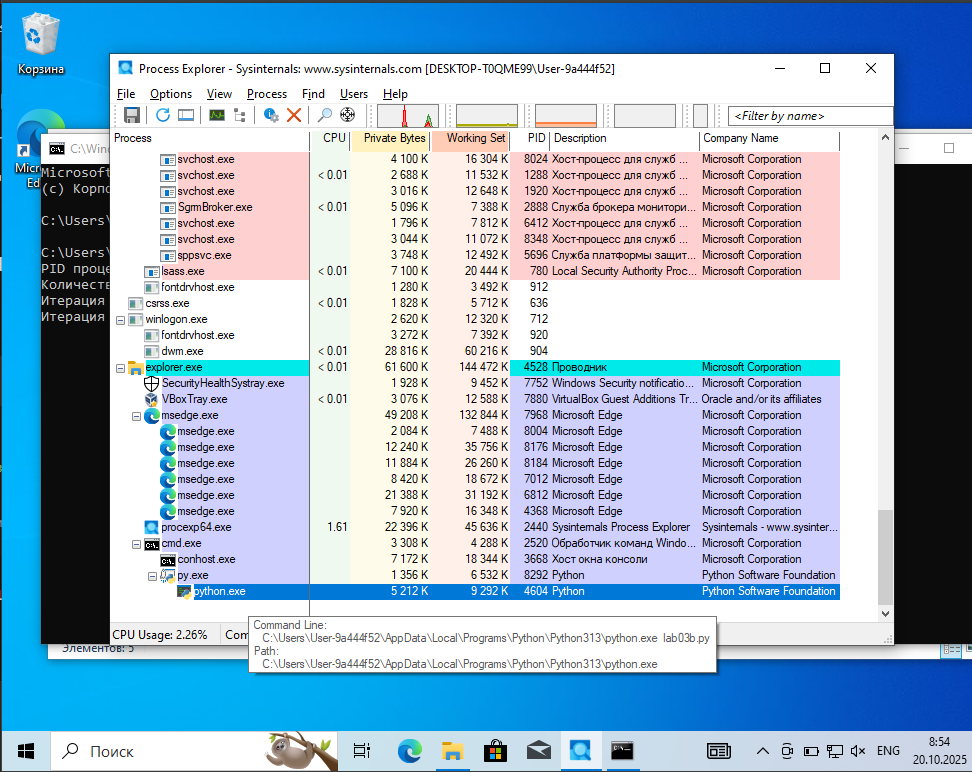 Корзина
Process Explorer - Sysinternals: www.sysinternals.com [DESKTOP-T0QME99\User-9a444f52]
File Options View Process Find Users Help
<Filter by name>
Process CPU Private Bytes Working Set PID Description Company Name
svchost.exe 4 100 K 16 304 K 8024 Хост-процесс для служб ... Microsoft Corporation
svchost.exe < 0.01 2 688 K 11 532 K 1288 Хост-процесс для служб ... Microsoft Corporation
svchost.exe 3 016 K 12 648 K 1920 Хост-процесс для служб ... Microsoft Corporation
SgrmBroker.exe < 0.01 5 096 K 7 388 K 2888 Служба брокера монитори... Microsoft Corporation
svchost.exe 1 796 K 7 812 K 6412 Хост-процесс для служб ... Microsoft Corporation
svchost.exe 3 044 K 11 072 K 8348 Хост-процесс для служб ... Microsoft Corporation
sppsvc.exe 3 748 K 12 492 K 5696 Служба платформы защит... Microsoft Corporation
lsass.exe < 0.01 7 100 K 20 444 K 780 Local Security Authority Proc... Microsoft Corporation
fontdrvhost.exe 1 280 K 3 492 K 912
csrss.exe < 0.01 1 828 K 5 712 K 636
winlogon.exe 2 620 K 12 320 K 712
fontdrvhost.exe 3 272 K 7 392 K 920
dwm.exe < 0.01 28 816 K 60 216 K 904
explorer.exe < 0.01 61 600 K 144 472 K 4528 Проводник Microsoft Corporation
SecurityHealthSystray.exe 1 928 K 9 452 K 7752 Windows Security notificatio... Microsoft Corporation
VBoxTray.exe < 0.01 3 076 K 12 588 K 7880 VirtualBox Guest Additions Tr... Oracle and/or its affiliates
msedge.exe 49 208 K 132 844 K 7968 Microsoft Edge Microsoft Corporation
msedge.exe 2 084 K 7 488 K 8004 Microsoft Edge Microsoft Corporation
msedge.exe 12 240 K 35 756 K 8176 Microsoft Edge Microsoft Corporation
msedge.exe 11 884 K 26 260 K 8184 Microsoft Edge Microsoft Corporation
msedge.exe 8 420 K 18 672 K 7012 Microsoft Edge Microsoft Corporation
msedge.exe 21 388 K 31 192 K 6812 Microsoft Edge Microsoft Corporation
msedge.exe 7 920 K 16 348 K 4368 Microsoft Edge Microsoft Corporation
procexp64.exe 1.61 22 396 K 45 636 K 2440 Sysinternals Process Explorer Sysinternals - www.sysinter...
cmd.exe 3 308 K 4 288 K 2520 Обработчик команд Windo... Microsoft Corporation
conhost.exe 7 172 K 18 344 K 3668 Хост окна консоли Microsoft Corporation
py.exe 1 356 K 6 532 K 8292 Python Python Software Foundation
python.exe 5 212 K 9 292 K 4604 Python Python Software Foundation
CPU Usage: 2.26% Com
Command Line:
C:\Users\User-9a444f52\AppData\Local\Programs\Python\Python313\python.exe lab03b.py
Path:
C:\Users\User-9a444f52\AppData\Local\Programs\Python\Python313\python.exe
C:\Wind
Micr
Ed
Microsoft
(c) Корпо
C:\Users\
C:\Users\
PID проце
Количеств
Итерация
Итерация
Элементов: 5
Поиск
ENG
8:54
20.10.2025